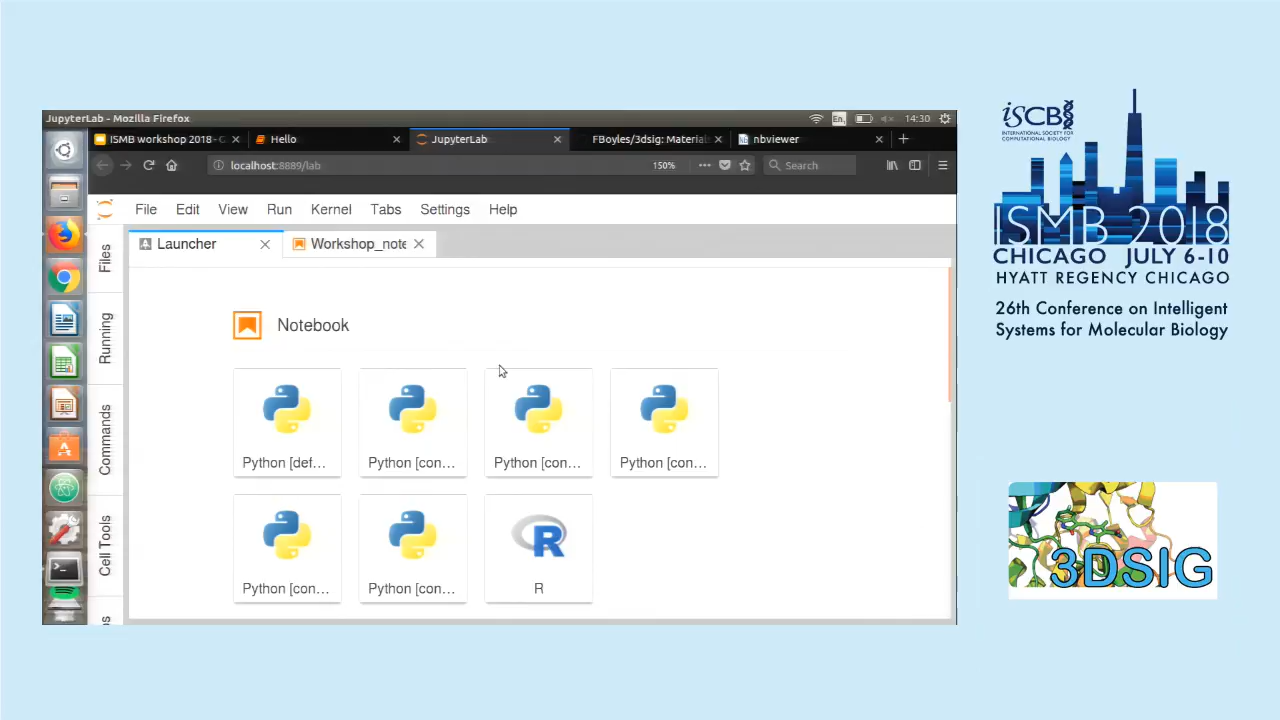 JupyterLab - Mozilla Firefox
En
14:30
ISMB workshop 2018 - G
Hello
JupyterLab
FBoyles/3dsig: Materials
nbviewer
localhost:8889/lab
150%
Search
File Edit View Run Kernel Tabs Settings Help
Launcher
Workshop_note
Files
Running
Commands
Cell Tools
Notebook
Python [def...
Python [con...
Python [con...
Python [con...
Python [con...
Python [con...
R
ISCB
INTERNATIONAL SOCIETY FOR
COMPUTATIONAL BIOLOGY
ISMB 2018
CHICAGO JULY 6-10
HYATT REGENCY CHICAGO
26th Conference on Intelligent
Systems for Molecular Biology
3DSIG